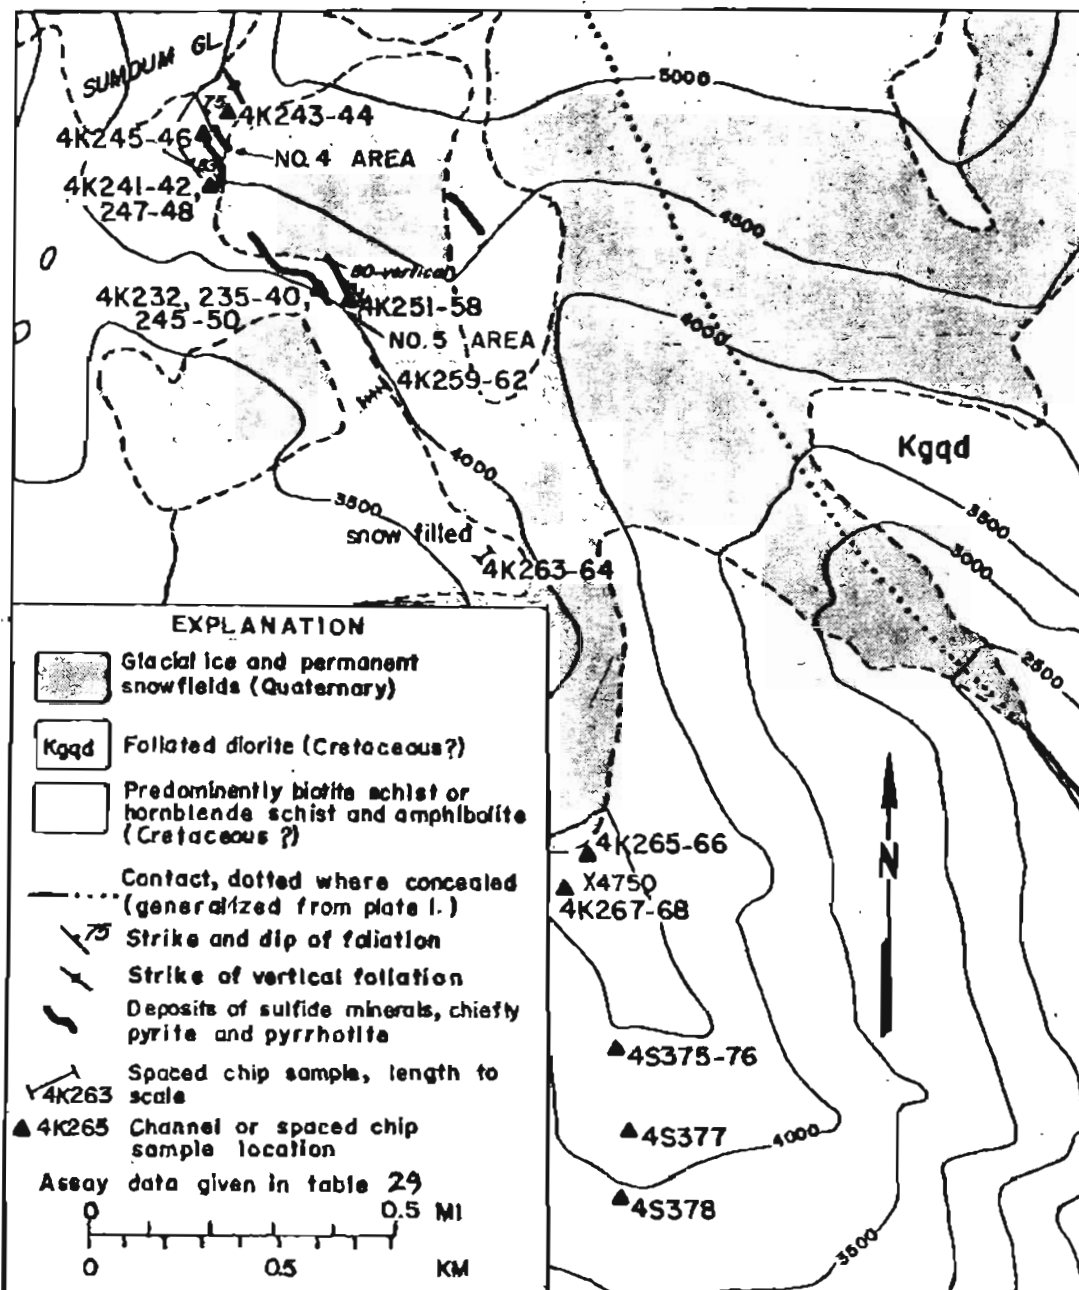 SUMDUM GL
5000
75
4K243-44
4K245-46
NO. 4 AREA
4K241-42,
247-48
4500
80-vertical
4K232, 235-40,
245-50
4K251-58
4000
NO. 5 AREA
4K259-62
Kgqd
4000
3500
3500
snow filled
3000
4K263-64
2500
EXPLANATION
Glacial ice and permanent
snowfields (Quaternary)
Kgqd Foliated diorite (Cretaceous?)
Predominently biotite schist or
hornblende schist and amphibolite
(Cretaceous ?)
Contact, dotted where concealed
(generalized from plate I.)
75 Strike and dip of foliation
Strike of vertical foliation
Deposits of sulfide minerals, chiefly
pyrite and pyrrhotite
Spaced chip sample, length to
4K263 scale
4K265 Channel or spaced chip
sample location
Assay data given in table 29
0 0.5 MI
0 0.5 KM
4K265-66
X4750
4K267-68
N
4S375-76
4S377
4000
4S378
3500